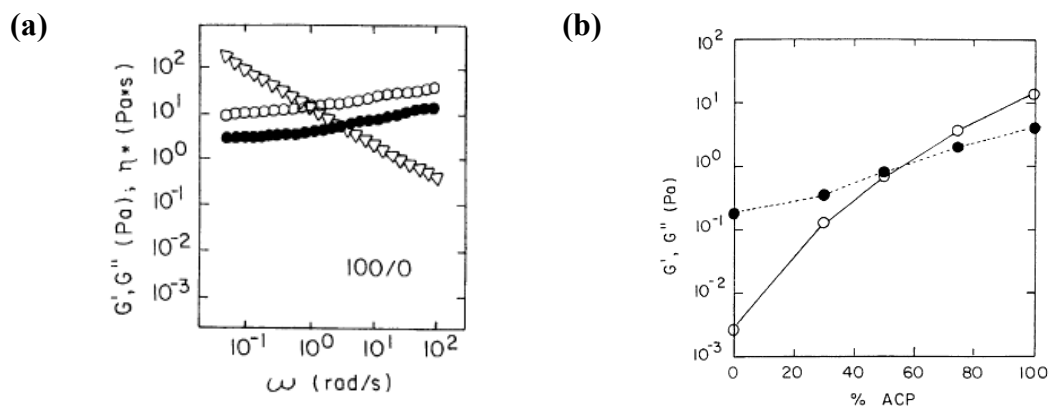 (a)
G', G" (Pa), η* (Pa*s)
10²
10¹
10⁰
10⁻¹
10⁻²
10⁻³
100/0
10⁻¹ 10⁰ 10¹ 10²
ω (rad/s)
(b)
G', G" (Pa)
10²
10¹
10⁰
10⁻¹
10⁻²
10⁻³
0 20 40 60 80 100
% ACP